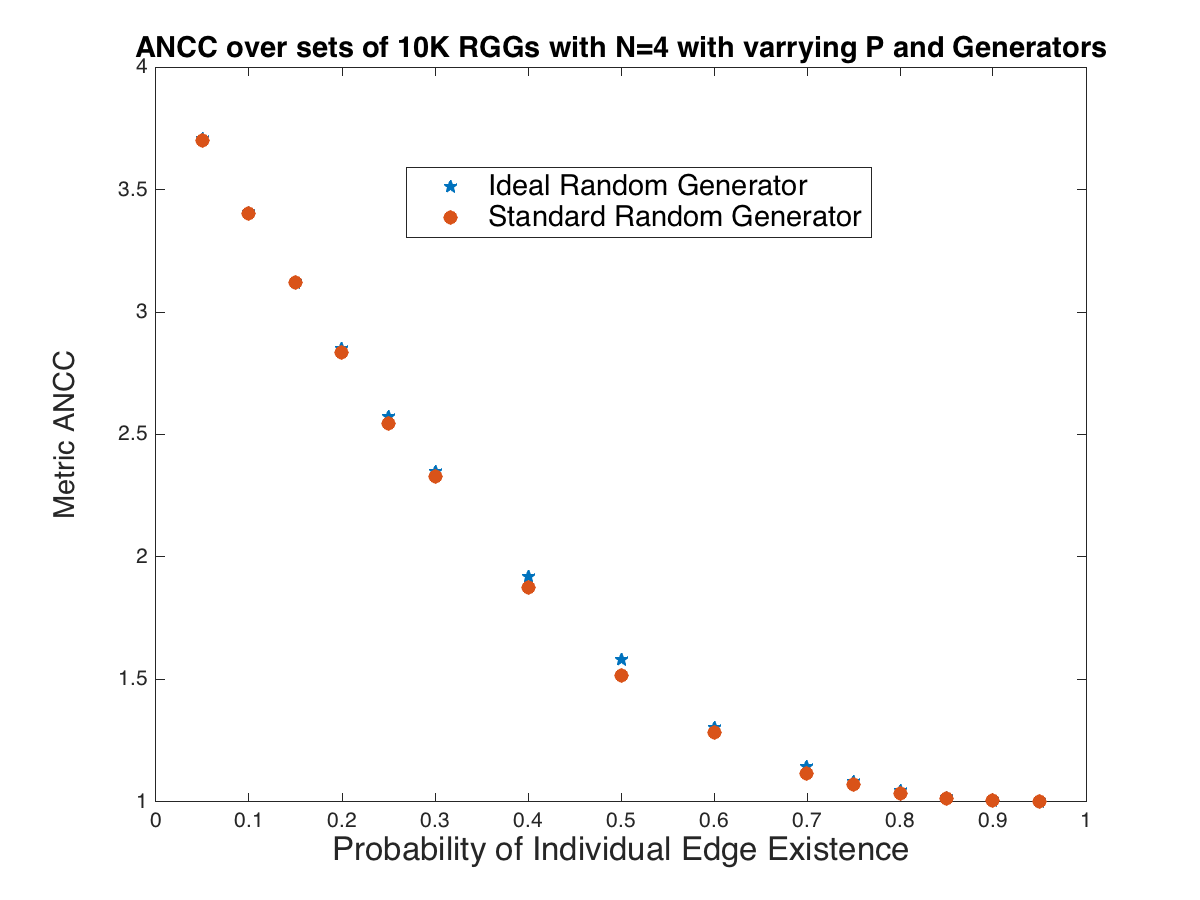 ANCC over sets of 10K RGGs with N=4 with varrying P and Generators
4
3.5
3
2.5
2
1.5
1
Metric ANCC
Ideal Random Generator
Standard Random Generator
0 0.1 0.2 0.3 0.4 0.5 0.6 0.7 0.8 0.9 1
Probability of Individual Edge Existence